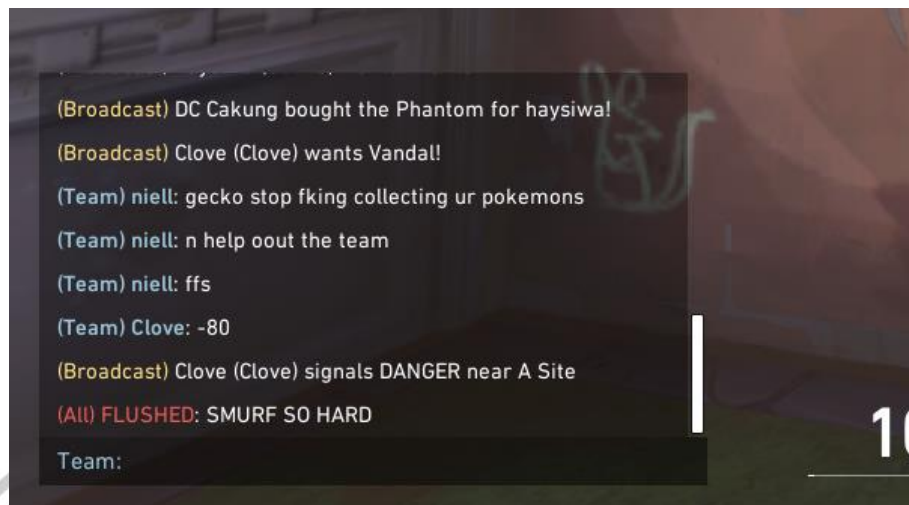 (Broadcast) DC Cakung bought the Phantom for haysiwa!
(Broadcast) Clove (Clove) wants Vandal!
(Team) niell: gecko stop fking collecting ur pokemons
(Team) niell: n help oout the team
(Team) niell: ffs
(Team) Clove: -80
(Broadcast) Clove (Clove) signals DANGER near A Site
(All) FLUSHED: SMURF SO HARD
Team: